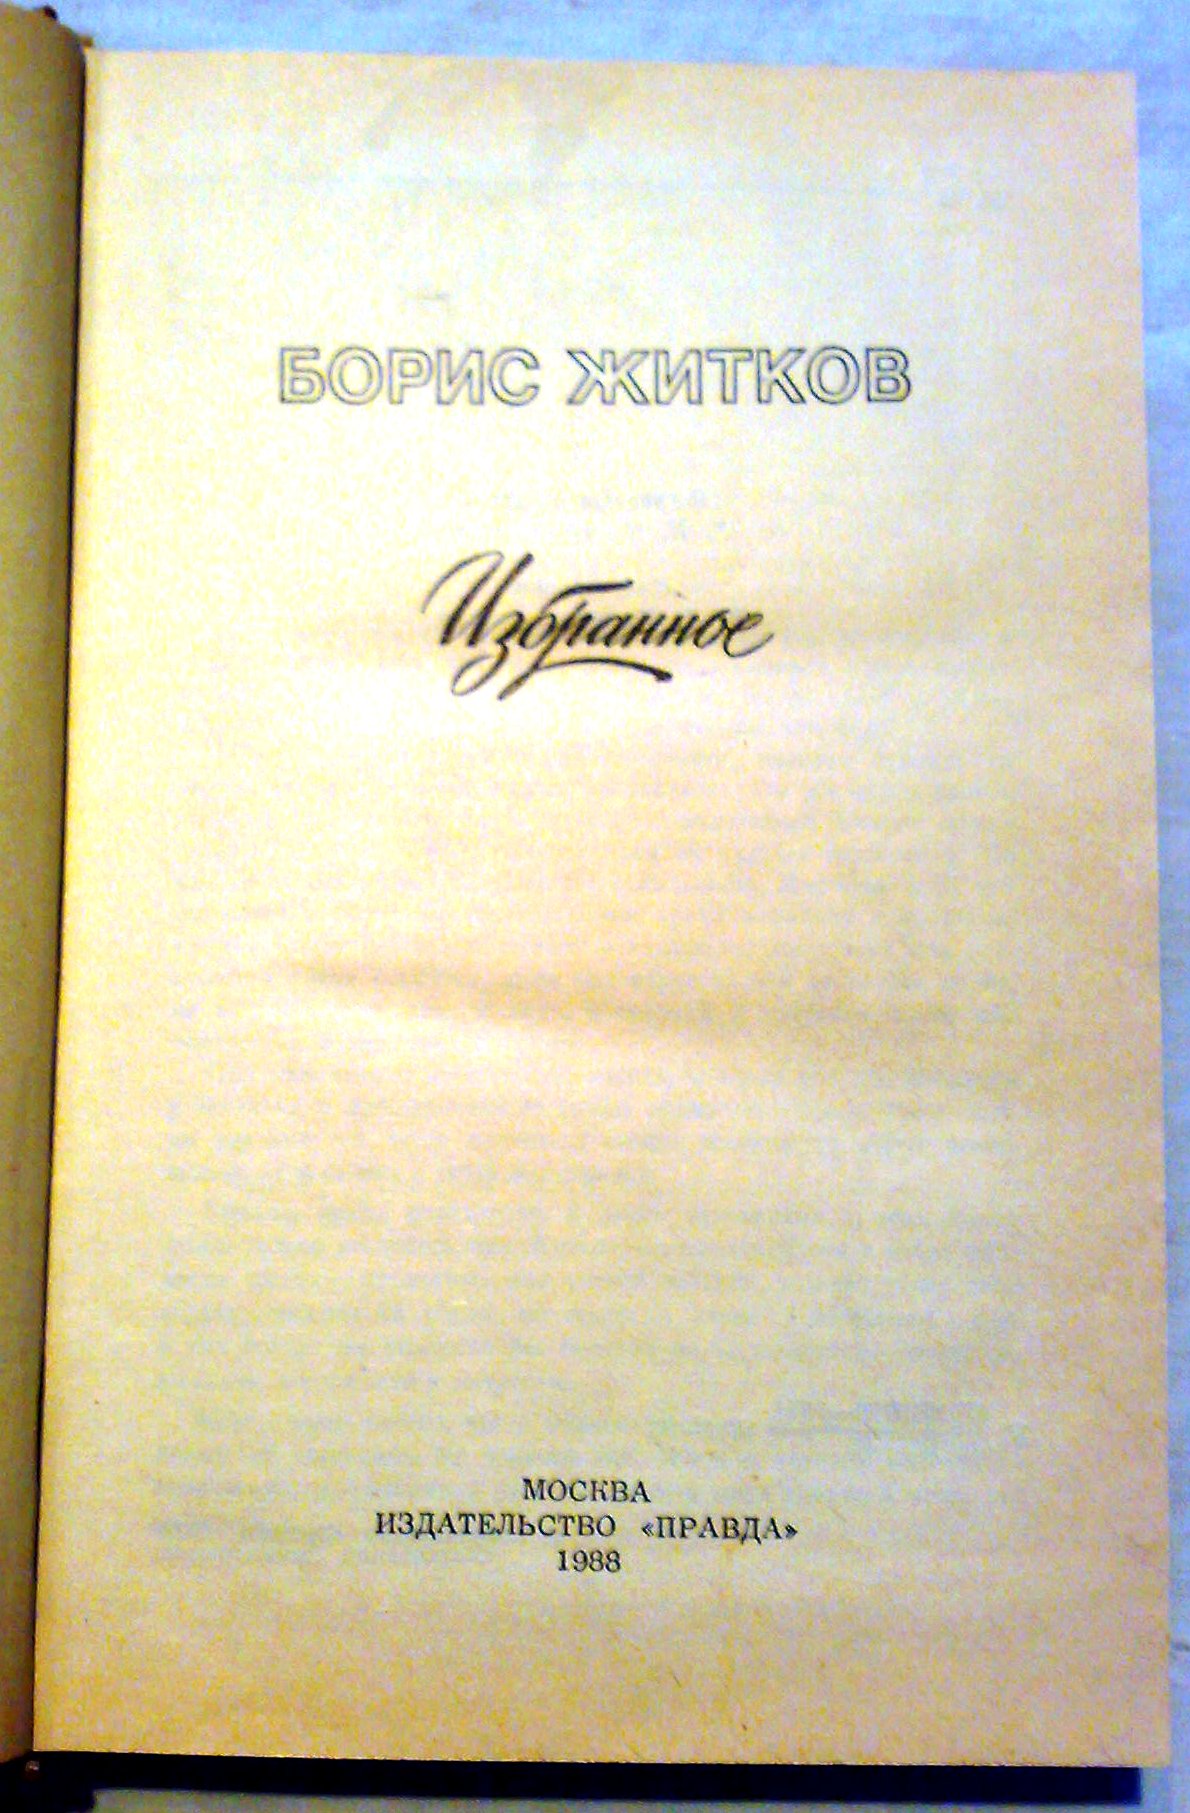 БОРИС ЖИТКОВ
Избранное
МОСКВА
ИЗДАТЕЛЬСТВО «ПРАВДА»
1988